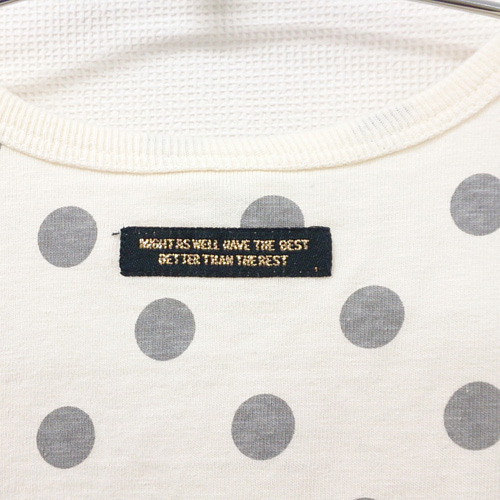 MIGHT AS WELL HAVE THE BEST
BETTER THAN THE REST